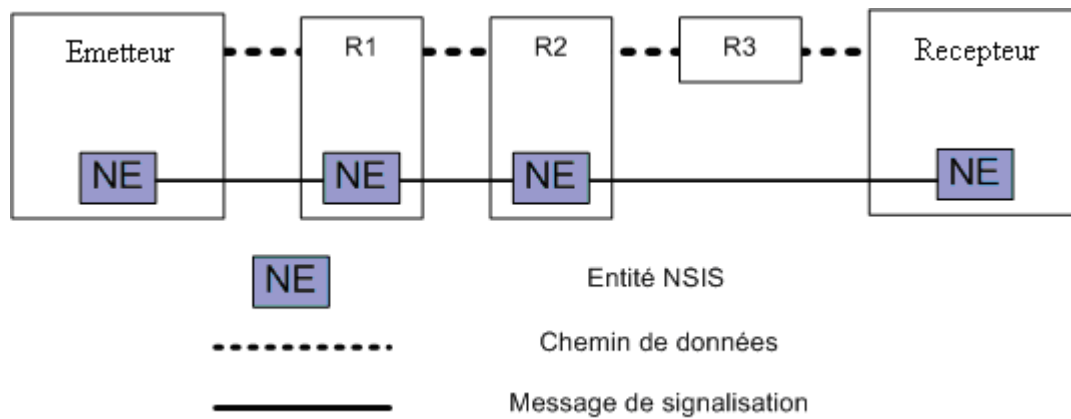 Emetteur
R1
R2
R3
Recepteur
NE
NE
NE
NE
NE
Entité NSIS
Chemin de données
Message de signalisation